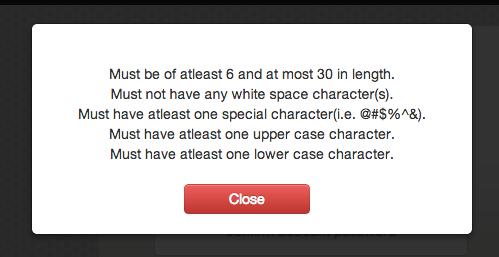 Must be of atleast 6 and at most 30 in length.
Must not have any white space character(s).
Must have atleast one special character(i.e. @#$%^&).
Must have atleast one upper case character.
Must have atleast one lower case character.
Close